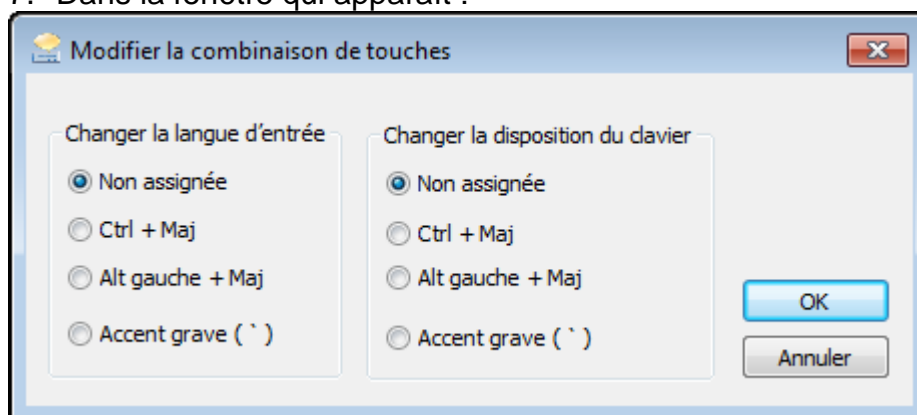 7. Dans la fenêtre qui apparaît :
Modifier la combinaison de touches
Changer la langue d'entrée
Non assignée
Ctrl + Maj
Alt gauche + Maj
Accent grave ( ` )
Changer la disposition du clavier
Non assignée
Ctrl + Maj
Alt gauche + Maj
Accent grave ( ` )
OK
Annuler